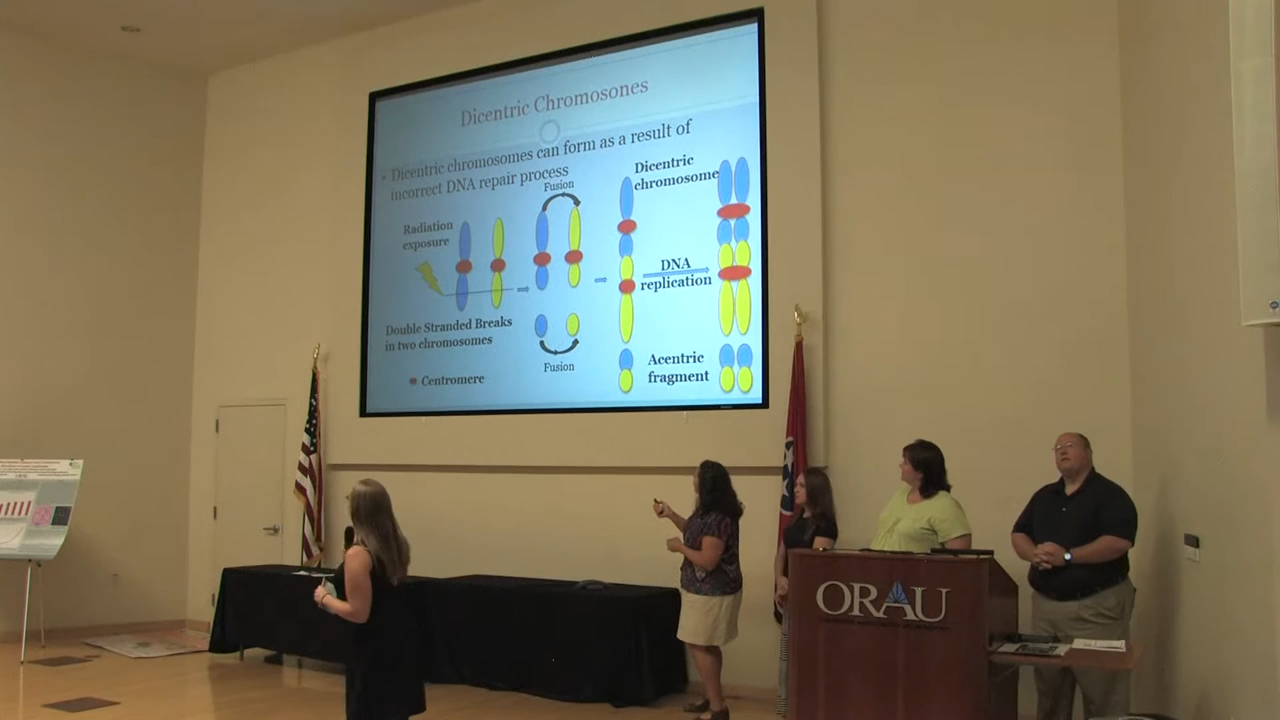 Dicentric Chromosones
• Dicentric chromosomes can form as a result of
incorrect DNA repair process
Fusion
Dicentric
chromosome
Radiation
exposure
DNA
replication
Double Stranded Breaks
in two chromosomes
Fusion
Acentric
fragment
Centromere
ORAU